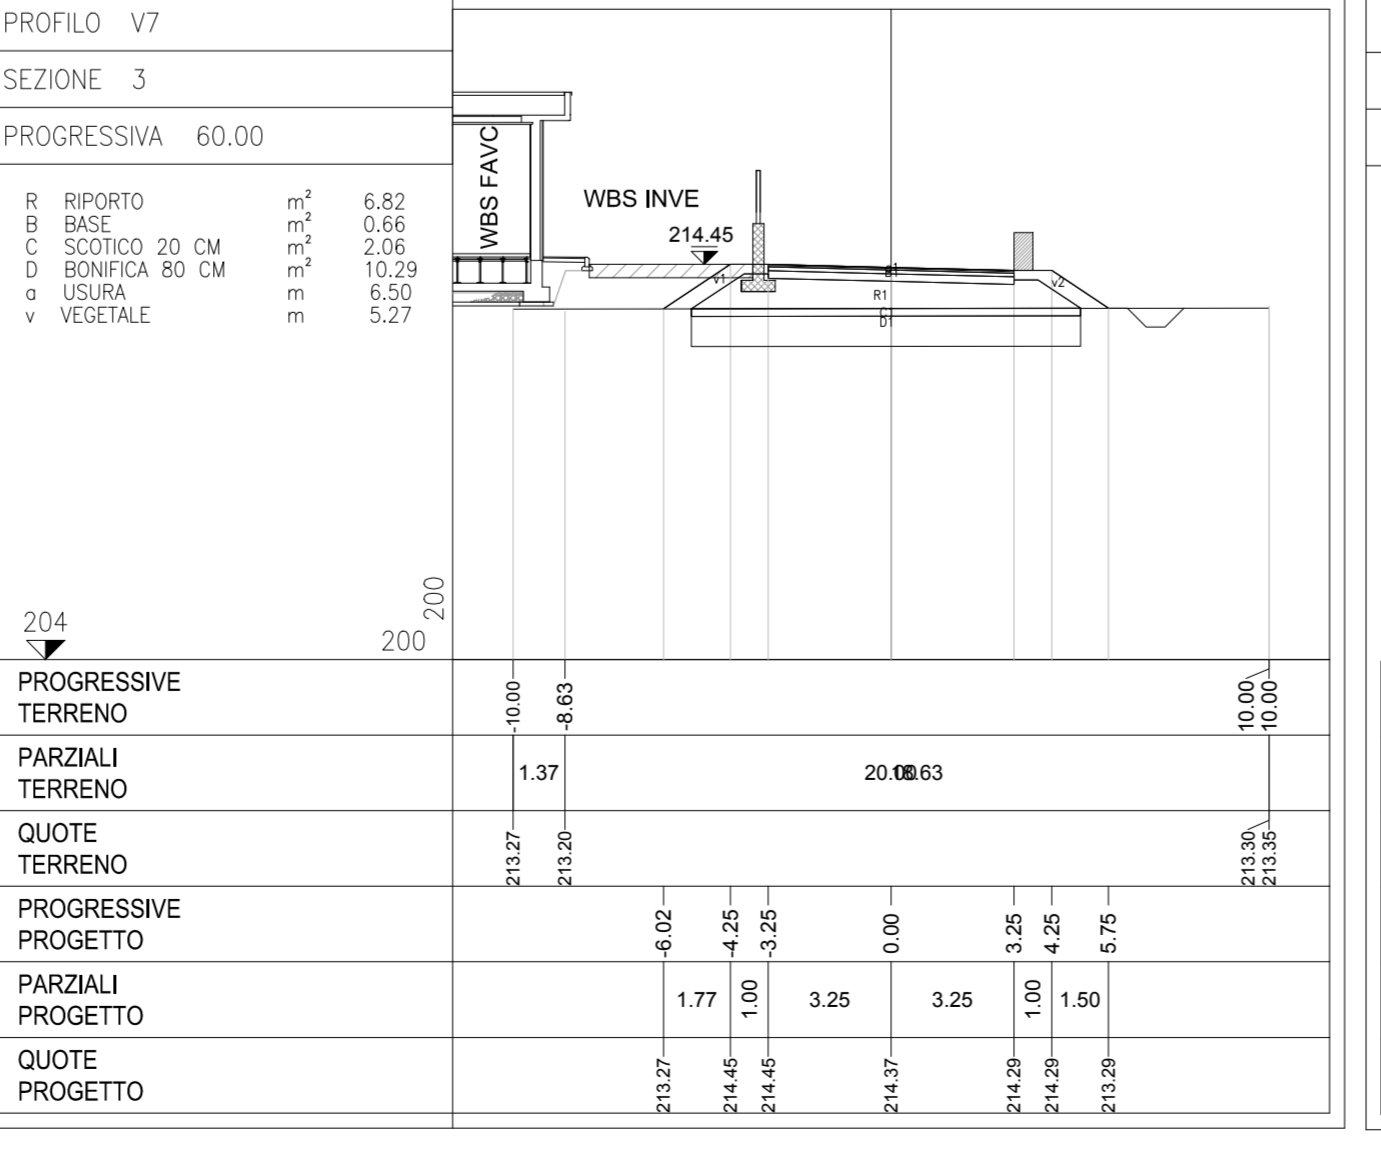 PROFILO V7
SEZIONE 3
PROGRESSIVA 60.00
R RIPORTO m² 6.82
B BASE m² 0.66
C SCOTICO 20 CM m² 2.06
D BONIFICA 80 CM m² 10.29
a USURA m 6.50
v VEGETALE m 5.27
WBS FAVC
WBS INVE
214.45
v1
v2
R1
D1
204
200
200
PROGRESSIVE
TERRENO
-10.00
-8.63
10.00
10.00
PARZIALI
TERRENO
1.37
20.00
18.63
QUOTE
TERRENO
213.27
213.20
213.30
213.35
PROGRESSIVE
PROGETTO
-6.02
-4.25
-3.25
0.00
3.25
4.25
5.75
PARZIALI
PROGETTO
1.77
1.00
3.25
3.25
1.00
1.50
QUOTE
PROGETTO
213.27
214.45
214.45
214.37
214.29
214.29
213.29